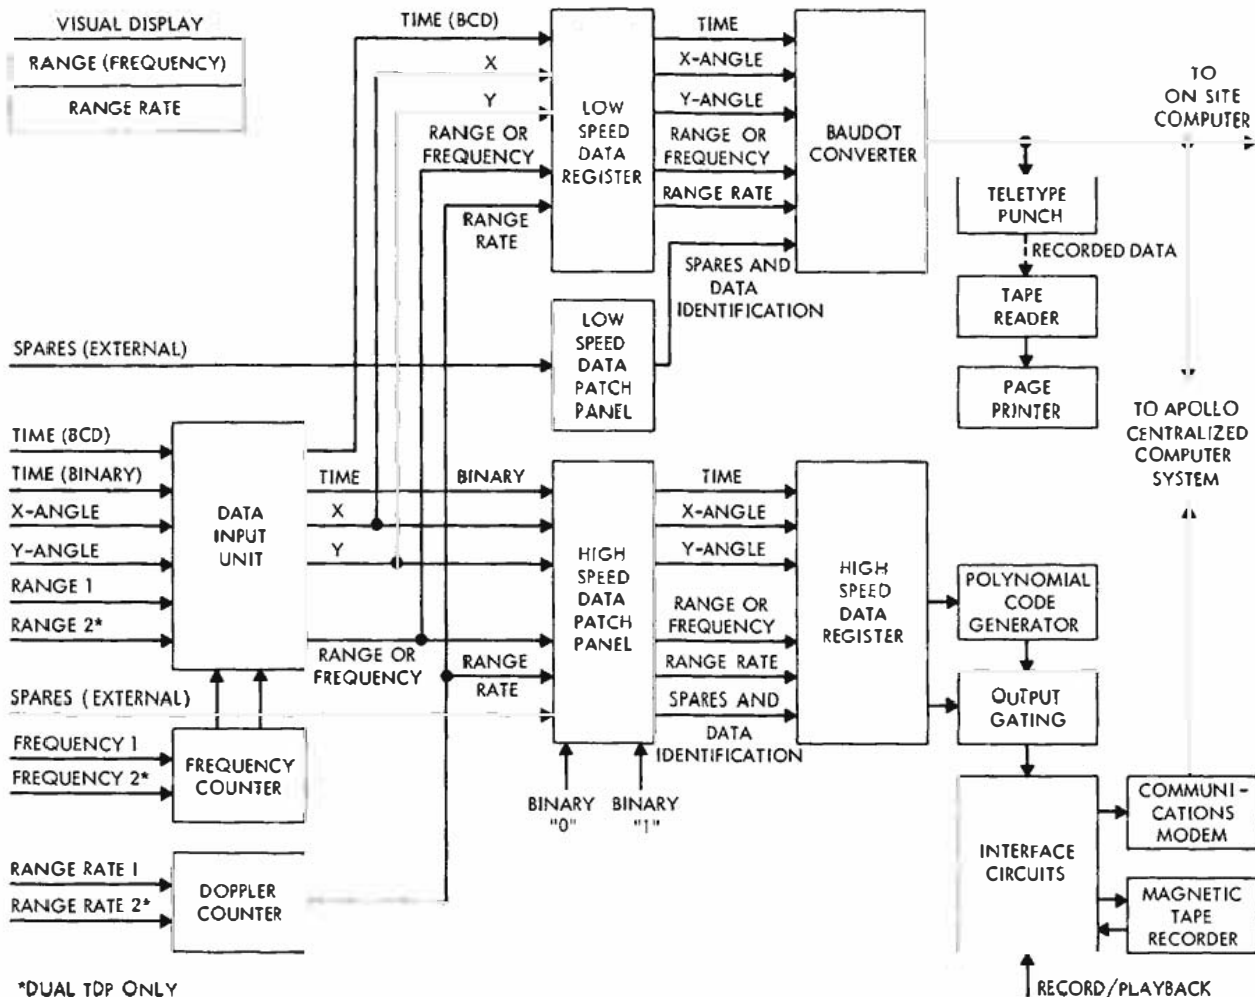 VISUAL DISPLAY
RANGE (FREQUENCY)
RANGE RATE
TIME (BCD)
X
Y
RANGE OR
FREQUENCY
RANGE
RATE
LOW
SPEED
DATA
REGISTER
TIME
X-ANGLE
Y-ANGLE
RANGE OR
FREQUENCY
RANGE RATE
SPARES AND
DATA
IDENTIFICATION
BAUDOT
CONVERTER
TO
ON SITE
COMPUTER
TELETYPE
PUNCH
RECORDED DATA
TAPE
READER
PAGE
PRINTER
TO APOLLO
CENTRALIZED
COMPUTER
SYSTEM
SPARES (EXTERNAL)
LOW
SPEED
DATA
PATCH
PANEL
TIME (BCD)
TIME (BINARY)
X-ANGLE
Y-ANGLE
RANGE 1
RANGE 2*
DATA
INPUT
UNIT
TIME
BINARY
X
Y
RANGE OR
FREQUENCY
RANGE
RATE
HIGH
SPEED
DATA
PATCH
PANEL
TIME
X-ANGLE
Y-ANGLE
RANGE OR
FREQUENCY
RANGE RATE
SPARES AND
DATA
IDENTIFICATION
HIGH
SPEED
DATA
REGISTER
POLYNOMIAL
CODE
GENERATOR
OUTPUT
GATING
SPARES (EXTERNAL)
FREQUENCY 1
FREQUENCY 2*
FREQUENCY
COUNTER
BINARY
"0"
BINARY
"1"
RANGE RATE 1
RANGE RATE 2*
DOPPLER
COUNTER
INTERFACE
CIRCUITS
COMMUNI-
CATIONS
MODEM
MAGNETIC
TAPE
RECORDER
*DUAL TDP ONLY
RECORD/PLAYBACK